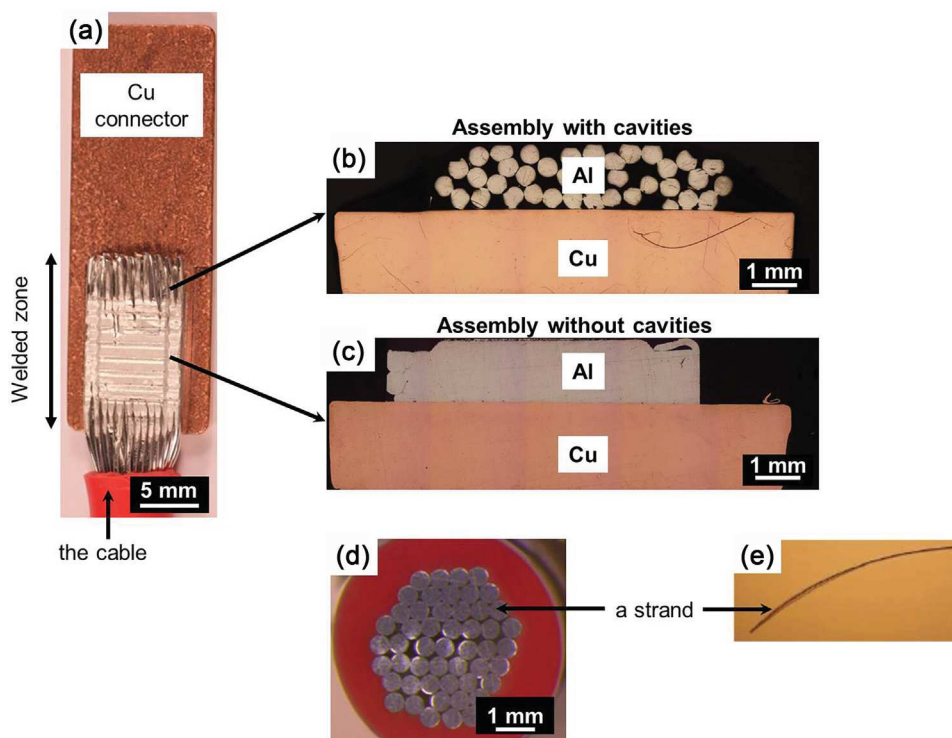 (a)
Cu
connector
Welded zone
5 mm
the cable
Assembly with cavities
(b)
Al
Cu
1 mm
Assembly without cavities
(c)
Al
Cu
1 mm
(d)
a strand
1 mm
(e)